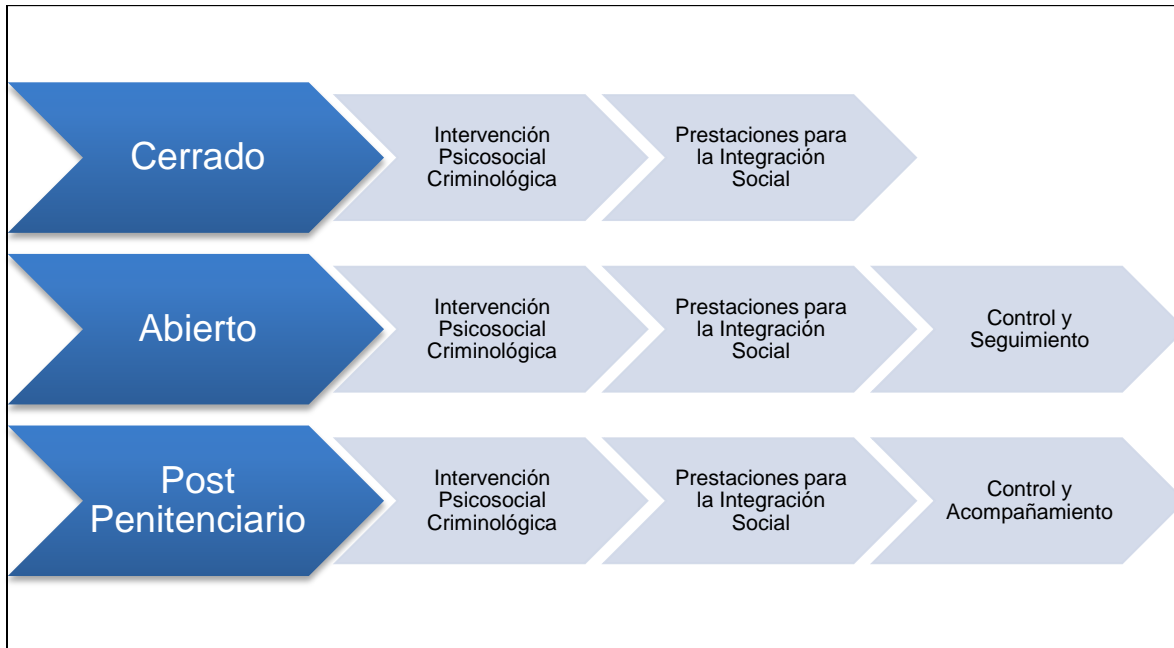 Cerrado
Intervención
Psicosocial
Criminológica
Prestaciones para
la Integración
Social
Abierto
Intervención
Psicosocial
Criminológica
Prestaciones para
la Integración
Social
Control y
Seguimiento
Post
Penitenciario
Intervención
Psicosocial
Criminológica
Prestaciones para
la Integración
Social
Control y
Acompañamiento